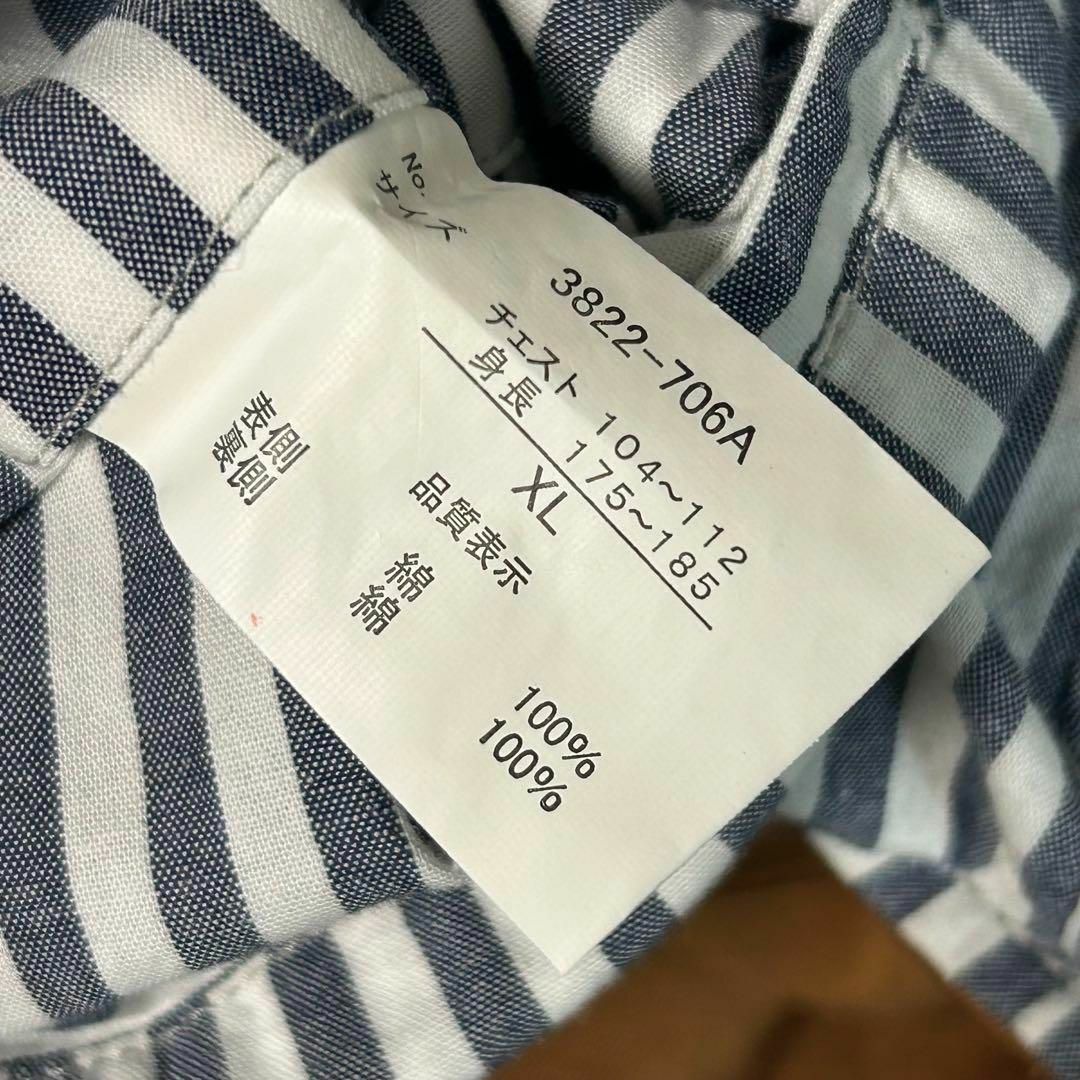 No. 3822-706A
サイズ チェスト 104~112
身長 175~185
XL
品質表示
表側 綿 100%
裏側 綿 100%